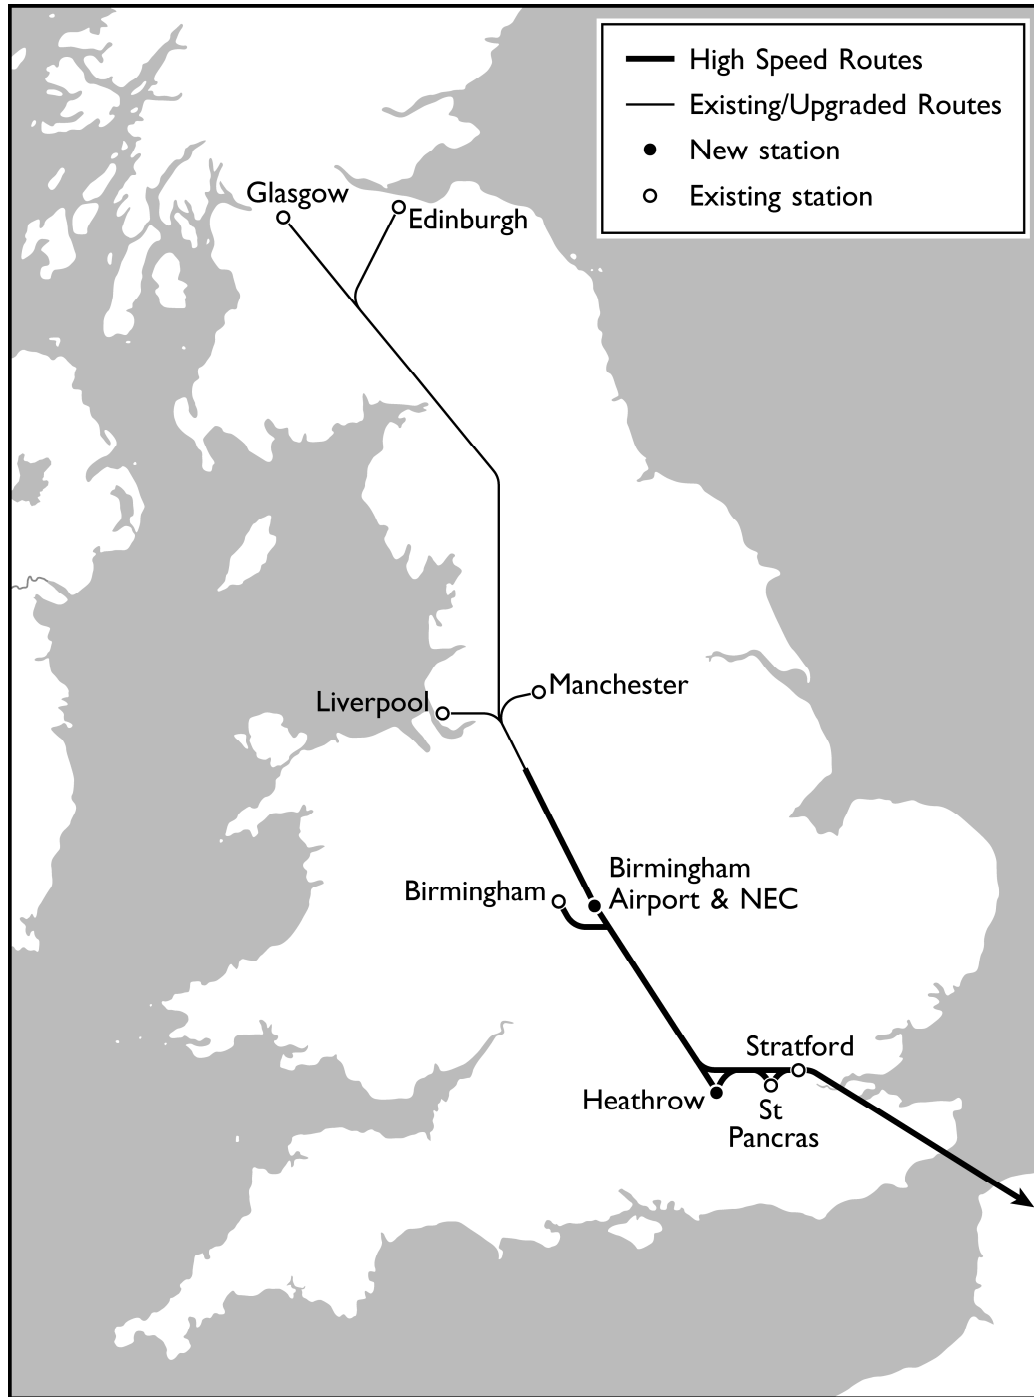 High Speed Routes
Existing/Upgraded Routes
New station
Existing station
Glasgow
Edinburgh
Manchester
Liverpool
Birmingham
Airport & NEC
Birmingham
Stratford
Heathrow
St
Pancras